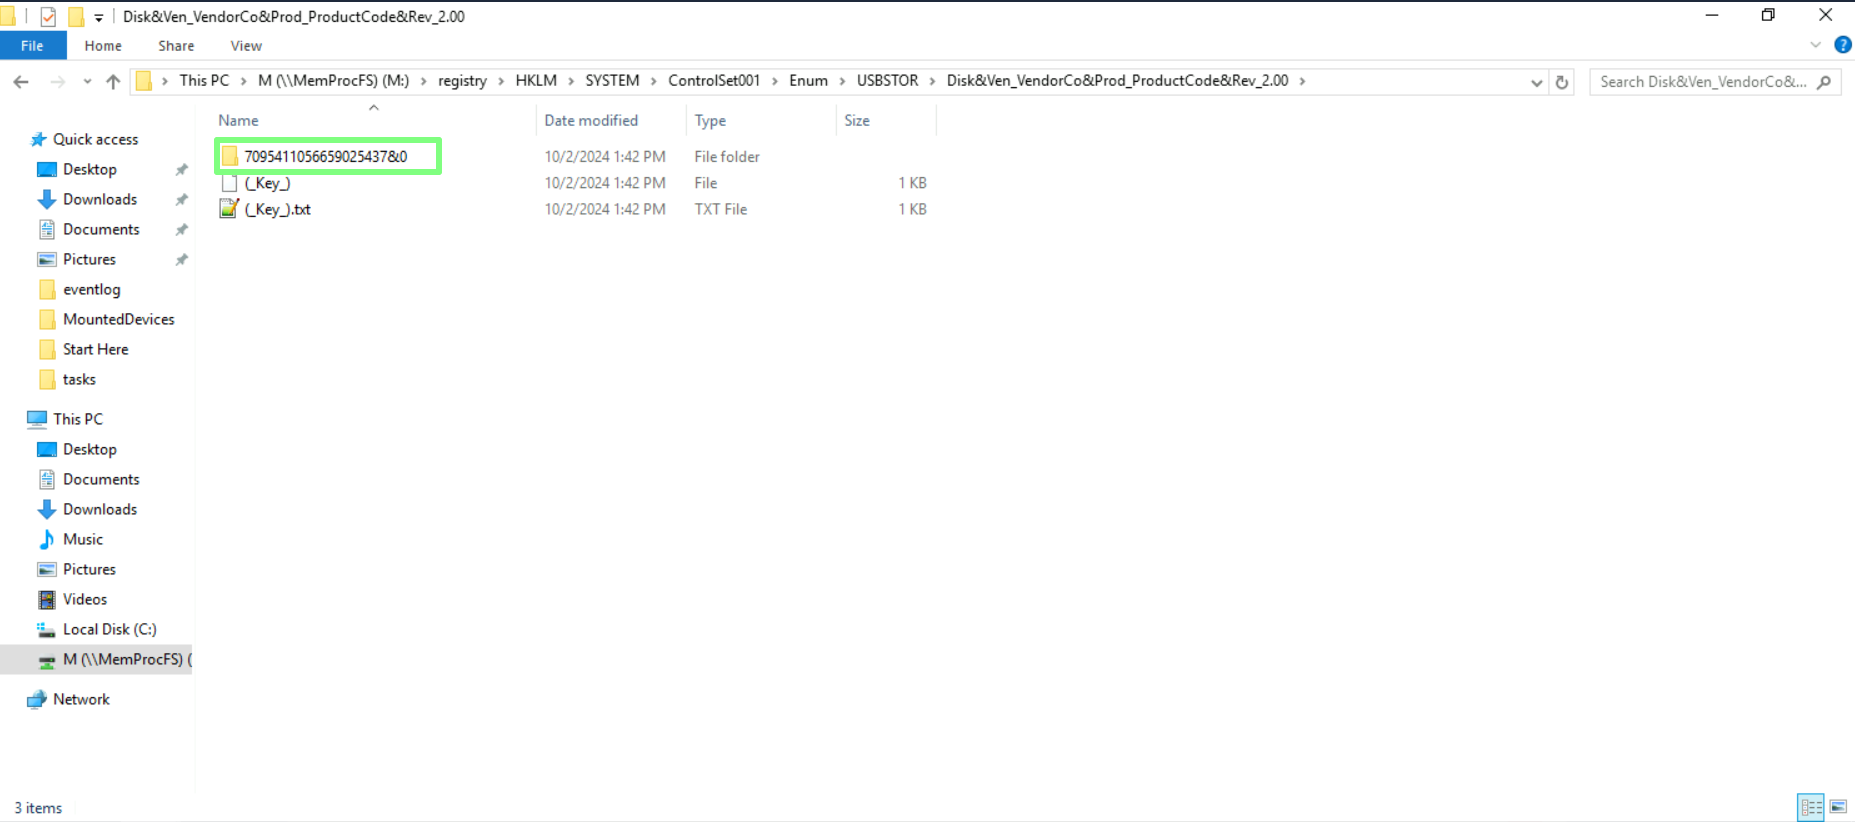 Disk&Ven_VendorCo&Prod_ProductCode&Rev_2.00
File Home Share View
This PC M (\\MemProcFS) (M:) registry HKLM SYSTEM ControlSet001 Enum USBSTOR Disk&Ven_VendorCo&Prod_ProductCode&Rev_2.00
Search Disk&Ven_VendorCo&...
Name Date modified Type Size
7095411056659025437&0 10/2/2024 1:42 PM File folder
(_Key_) 10/2/2024 1:42 PM File 1 KB
(_Key_).txt 10/2/2024 1:42 PM TXT File 1 KB
Quick access
Desktop
Downloads
Documents
Pictures
eventlog
MountedDevices
Start Here
tasks
This PC
Desktop
Documents
Downloads
Music
Pictures
Videos
Local Disk (C:)
M (\\MemProcFS) (
Network
3 items